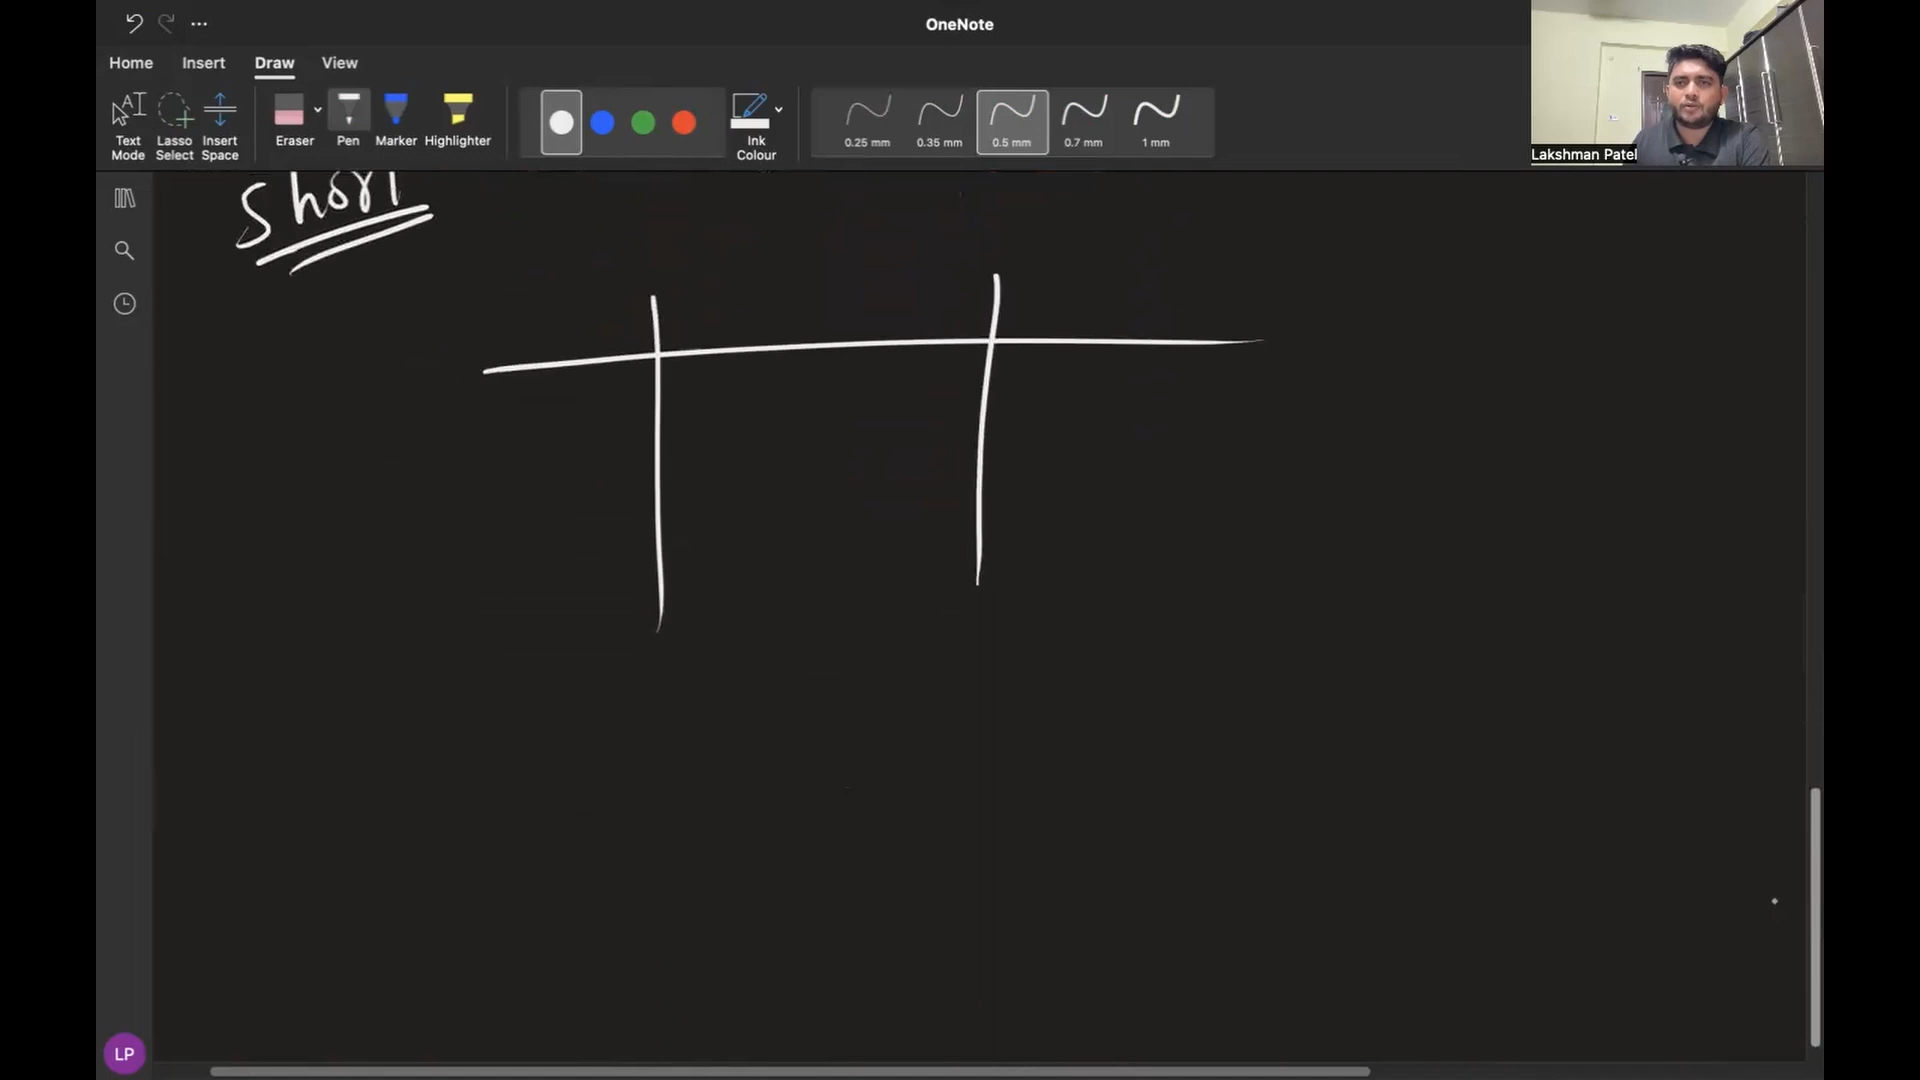 OneNote
Home Insert Draw View
Text Mode
Lasso Select
Insert Space
Eraser
Pen
Marker
Highlighter
Ink Colour
0.25 mm
0.35 mm
0.5 mm
0.7 mm
1 mm
Lakshman Patel
Short
LP